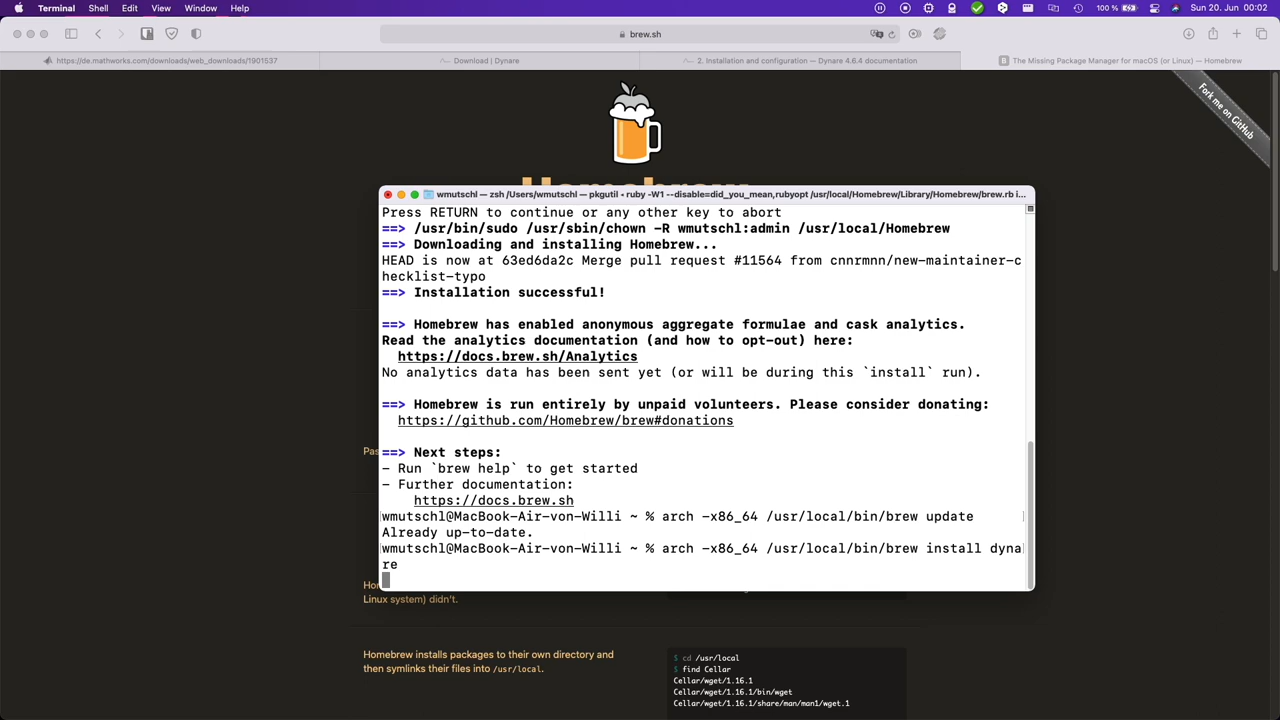 Terminal Shell Edit View Window Help 100 % Sun 20. Jun 00:02
brew.sh
https://de.mathworks.com/downloads/web_downloads/1901537
Download | Dynare
2. Installation and configuration — Dynare 4.6.4 documentation
The Missing Package Manager for macOS (or Linux) — Homebrew
Fork me on GitHub
wmutschl — zsh /Users/wmutschl — pkgutil • ruby -W1 --disable=did_you_mean,rubyopt /usr/local/Homebrew/Library/Homebrew/brew.rb i...
Press RETURN to continue or any other key to abort
==> /usr/bin/sudo /usr/sbin/chown -R wmutschl:admin /usr/local/Homebrew
==> Downloading and installing Homebrew...
HEAD is now at 63ed6da2c Merge pull request #11564 from cnnrmnn/new-maintainer-c
hecklist-typo
==> Installation successful!
==> Homebrew has enabled anonymous aggregate formulae and cask analytics.
Read the analytics documentation (and how to opt-out) here:
https://docs.brew.sh/Analytics
No analytics data has been sent yet (or will be during this `install` run).
==> Homebrew is run entirely by unpaid volunteers. Please consider donating:
https://github.com/Homebrew/brew#donations
==> Next steps:
- Run `brew help` to get started
- Further documentation:
https://docs.brew.sh
wmutschl@MacBook-Air-von-Willi ~ % arch -x86_64 /usr/local/bin/brew update
Already up-to-date.
wmutschl@MacBook-Air-von-Willi ~ % arch -x86_64 /usr/local/bin/brew install dyna
re
Linux system) didn't.
Homebrew installs packages to their own directory and
then symlinks their files into /usr/local.
$ cd /usr/local
$ find Cellar
Cellar/wget/1.16.1
Cellar/wget/1.16.1/bin/wget
Cellar/wget/1.16.1/share/man/man1/wget.1